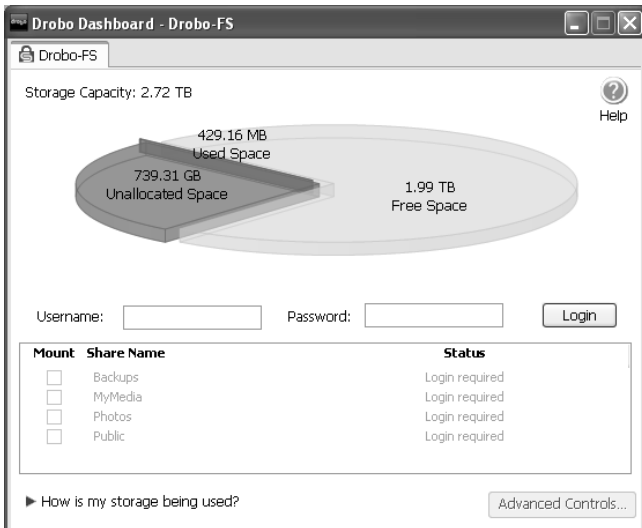 Drobo Dashboard - Drobo-FS
Drobo-FS
Storage Capacity: 2.72 TB
Help
429.16 MB
Used Space
739.31 GB
Unallocated Space
1.99 TB
Free Space
Username:
Password:
Login
Mount Share Name Status
Backups Login required
MyMedia Login required
Photos Login required
Public Login required
How is my storage being used?
Advanced Controls...